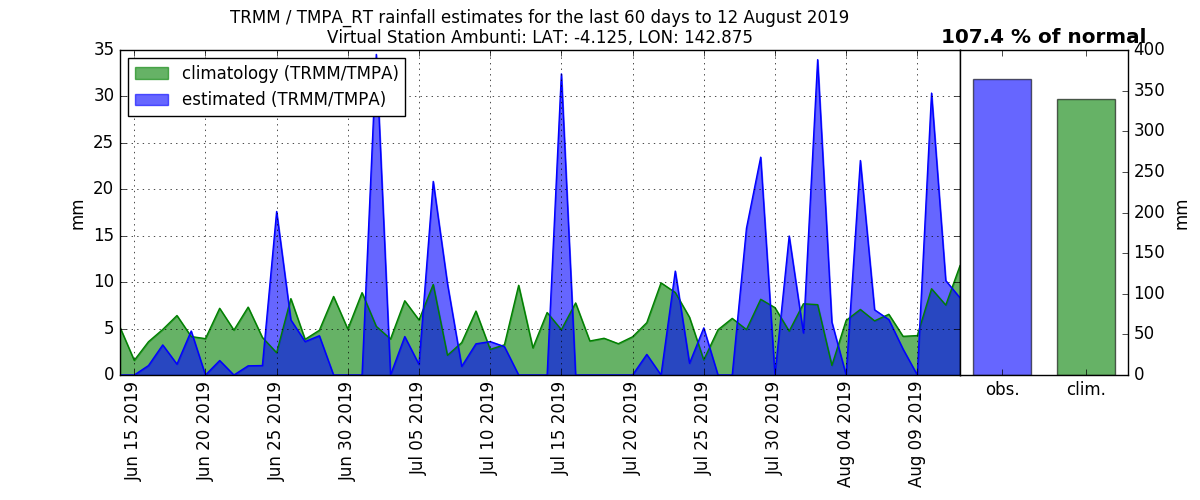 TRMM / TMPA_RT rainfall estimates for the last 60 days to 12 August 2019
Virtual Station Ambunti: LAT: -4.125, LON: 142.875
107.4 % of normal
climatology (TRMM/TMPA)
estimated (TRMM/TMPA)
35
30
25
20
15
10
5
0
mm
Jun 15 2019
Jun 20 2019
Jun 25 2019
Jun 30 2019
Jul 05 2019
Jul 10 2019
Jul 15 2019
Jul 20 2019
Jul 25 2019
Jul 30 2019
Aug 04 2019
Aug 09 2019
400
350
300
250
200
150
100
50
0
mm
obs.
clim.